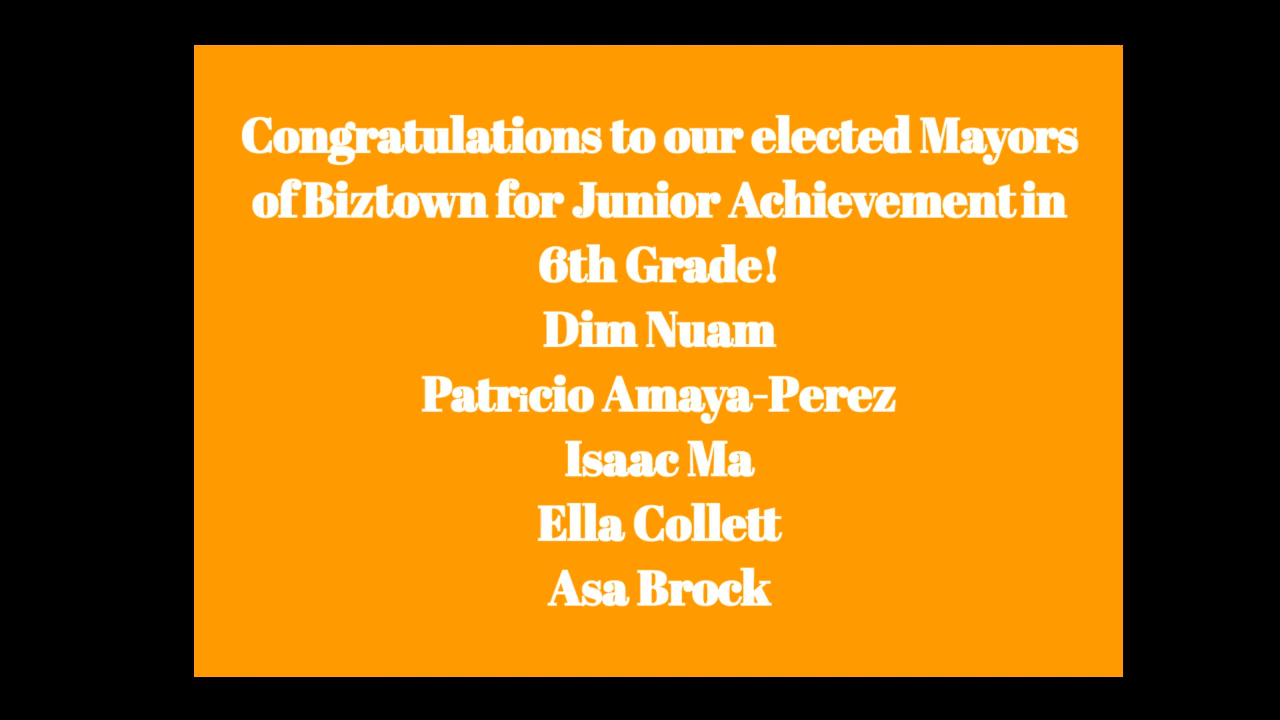 Congratulations to our elected Mayors
of Biztown for Junior Achievement in
6th Grade!
Dim Nuam
Patricio Amaya-Perez
Isaac Ma
Ella Collett
Asa Brock